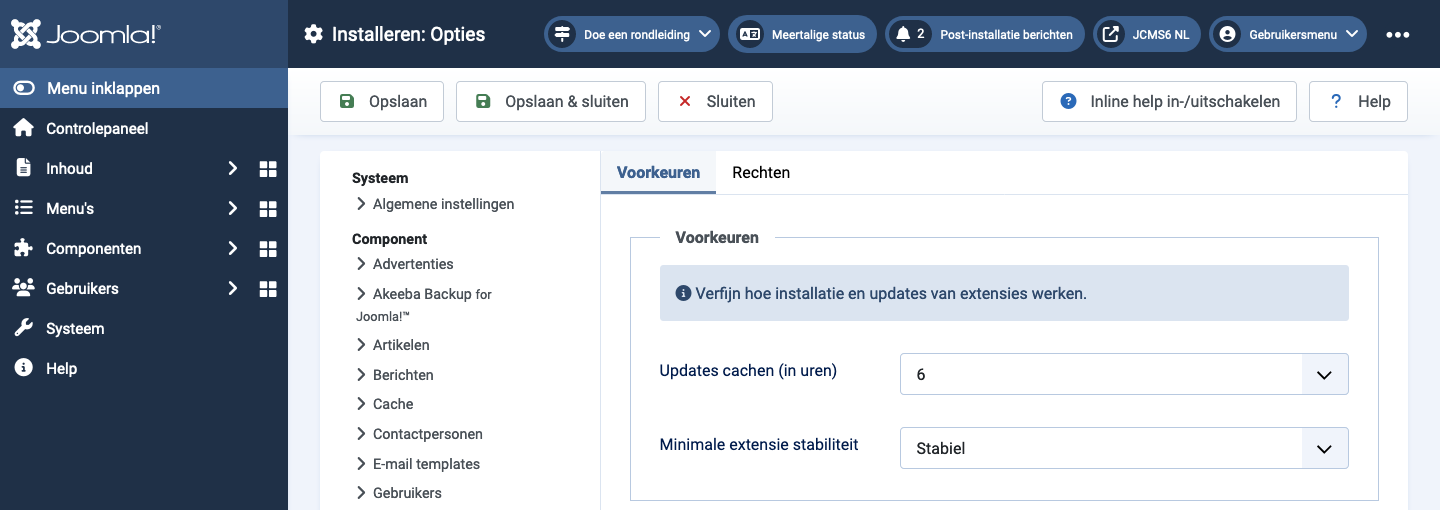 Joomla!®
Installeren: Opties
Doe een rondleiding
Meertalige status
2 Post-installatie berichten
JCMS6 NL
Gebruikersmenu
Menu inklappen
Controlepaneel
Inhoud
Menu's
Componenten
Gebruikers
Systeem
Help
Opslaan
Opslaan & sluiten
Sluiten
Inline help in-/uitschakelen
? Help
Systeem
Algemene instellingen
Component
Advertenties
Akeeba Backup for
Joomla!™
Artikelen
Berichten
Cache
Contactpersonen
E-mail templates
Gebruikers
Voorkeuren
Rechten
Voorkeuren
Verfijn hoe installatie en updates van extensies werken.
Updates cachen (in uren)
6
Minimale extensie stabiliteit
Stabiel